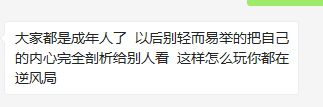 大家都是成年人了  以后别轻而易举的把自己
的内心完全剖析给别人看  这样怎么玩你都在
逆风局